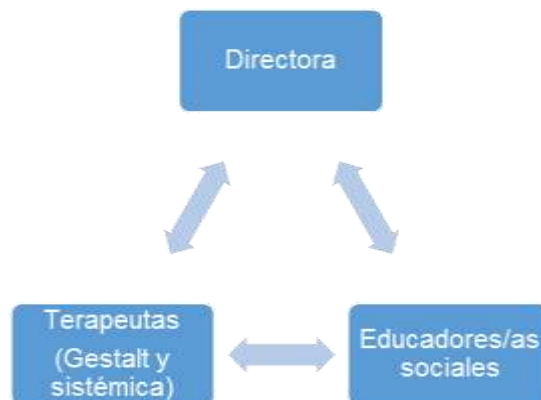 Directora
Terapeutas
(Gestalt y
sistémica)
Educadores/as
sociales